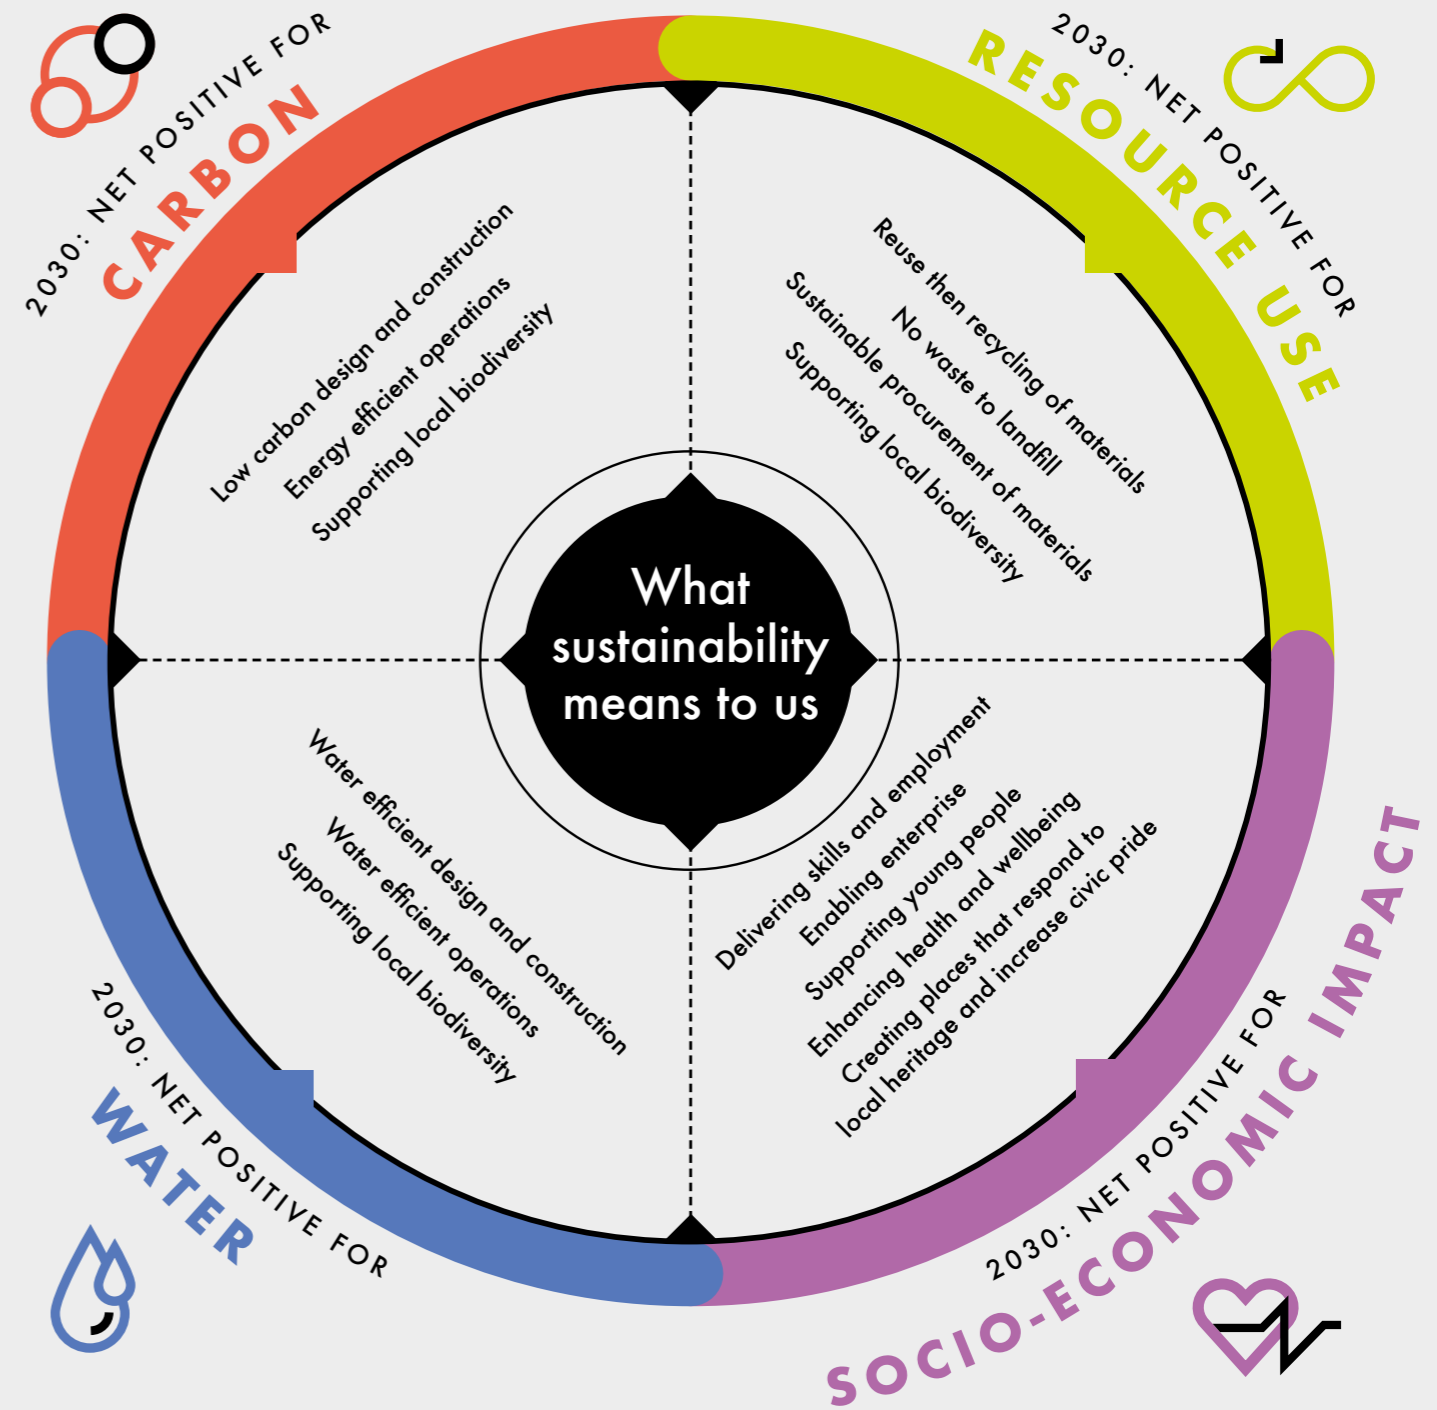 2030: NET POSITIVE FOR
CARBON
Low carbon design and construction
Energy efficient operations
Supporting local biodiversity
2030: NET POSITIVE FOR
RESOURCE USE
Reuse then recycling of materials
No waste to landfill
Sustainable procurement of materials
Supporting local biodiversity
What
sustainability
means to us
Water efficient design and construction
Water efficient operations
Supporting local biodiversity
2030: NET POSITIVE FOR
WATER
Delivering skills and employment
Enabling enterprise
Supporting young people
Enhancing health and wellbeing
Creating places that respond to
local heritage and increase civic pride
2030: NET POSITIVE FOR
SOCIO-ECONOMIC IMPACT